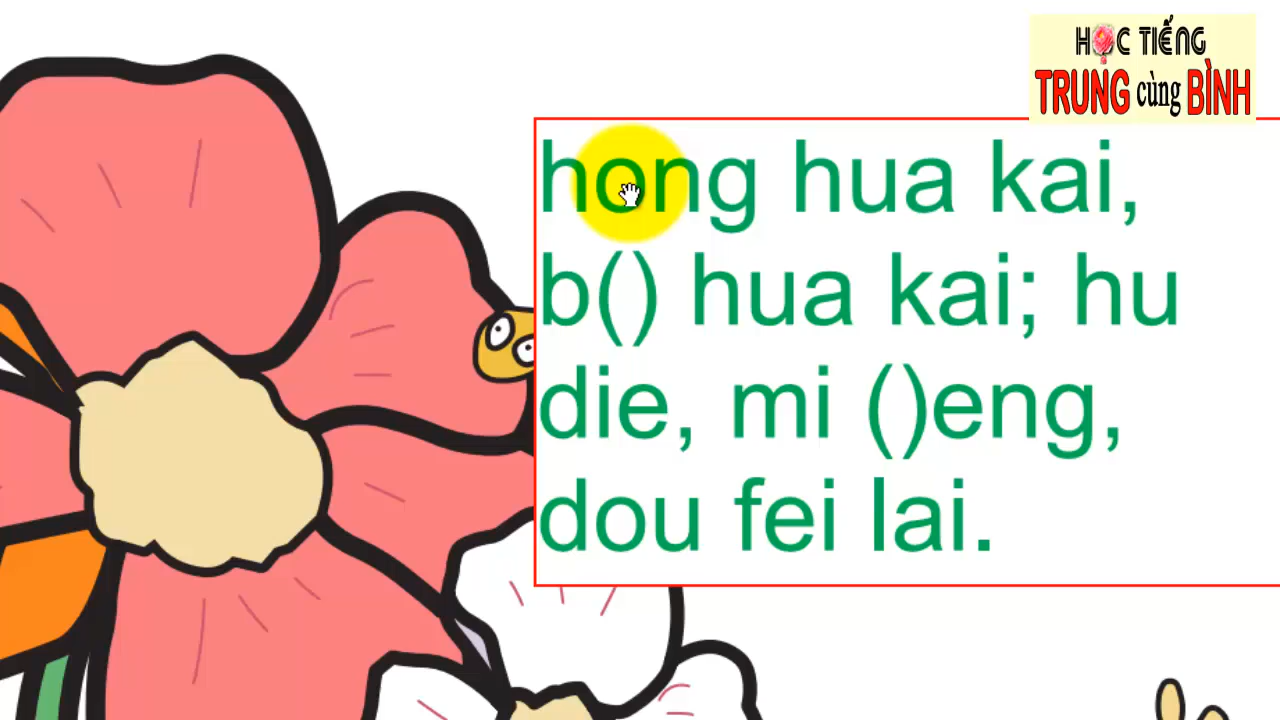 HỌC TIẾNG
TRUNG cùng BÌNH
hong hua kai,
b() hua kai; hu
die, mi ()eng,
dou fei lai.